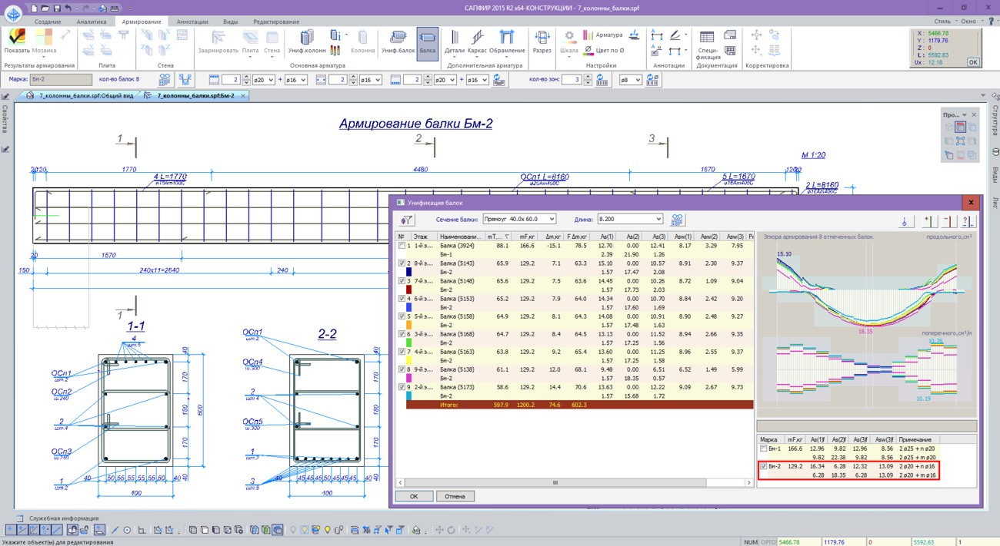 САПФИР 2015 R2 x64-КОНСТРУКЦИИ - 7_колонны_балки.spf
Создание Аналитика Армирование Аннотации Виды Редактирование Стиль Окно
Показать Мозаика Заармировать Плита Стена Униф.колонн Колонна Униф.балок Балка Детали Каркас Обрамление Разрез Шкала Арматура Цвет по Ø Специ-фикация
Результаты армирования Плита Стена Основная арматура Дополнительная арматура Настройки Аннотации Документация Корректировка
X: 5466.78
Y: 1179.76
Z: 0
L: 5592.63
Ux: 12.18 OK
Марка: Бм-2 кол-во балок 8 2 ø20 + ø16 2 ø16 2 ø20 + ø16 кол-во зон: 3 ø8
7_колонны_балки.spf:Общий вид 7_колонны_балки.spf:Бм-2
Свойства
Структура
Виды
Армирование балки Бм-2
1 2 3
М 1:20
1770 4480 1670
4 L=1770 ОСп1 L=8160 5 L=1670 2 L=8160
20
1570
150 240x11=2640 240
1
1-1 2-2
4
шт.5
ОСп1
шт.2
ОСп2
шт.240
2
шт.4
ОСп3
шт.240
1
шт.2
40
170
180
170
40
600
40 50 55 55 55 55 50 40
400
ОСп1
шт.2
ОСп4
ш.300
2
шт.4
ОСп5
ш.300
1
шт.2
3
шт.5
40
170
180
170
40
40 45 45 45 45 40
400
Унификация балок
Сечение балки: Прямоуг 40.0x 60.0 Длина: 8.200
№ Этаж Наименовани... mT,... mF,кг Δm,кг F Δm,кг As(1) As(2) As(3) Asw(1) Asw(2) Asw(3) Ре
1 1-й э... Балка (3924) 88.1 166.6 -15.1 78.5 12.70 0.00 12.41 8.17 3.29 7.95
Бм-1 2.39 21.90 1.26
2 8-й э... Балка (5143) 65.9 129.2 7.1 63.3 15.10 0.00 10.57 8.91 2.30 9.37
Бм-2 1.57 17.47 2.08
3 7-й э... Балка (5148) 65.6 129.2 7.5 63.6 14.45 0.00 10.26 8.72 1.09 9.04
Бм-2 1.57 17.73 2.03
4 6-й э... Балка (5153) 65.2 129.2 7.9 64.0 14.34 0.00 10.70 8.84 2.42 9.20
Бм-2 1.57 17.60 1.69
5 5-й э... Балка (5158) 64.9 129.2 8.1 64.3 14.08 0.00 10.91 8.90 2.48 9.27
Бм-2 1.57 17.48 1.63
6 3-й э... Балка (5168) 64.7 129.2 8.4 64.5 13.13 0.00 11.52 8.94 2.66 9.35
Бм-2 1.57 17.25 1.56
7 4-й э... Балка (5163) 63.8 129.2 9.2 65.4 13.60 0.00 11.25 8.96 2.55 9.37
Бм-2 1.57 17.25 1.58
8 9-й э... Балка (5138) 61.1 129.2 12.0 68.1 9.48 0.00 6.51 6.52 1.49 5.99
Бм-2 1.57 18.35 0.57
9 2-й э... Балка (5173) 58.6 129.2 14.4 70.6 13.63 0.00 12.22 9.09 2.67 9.73
Бм-2 1.57 15.68 1.72
Итого: 597.9 1200.2 74.6 602.3
OK Отмена
Эпюра армирования 8 отмеченных балок продольного,см²
15.10
18.35
поперечного,см²/м
10.76
10.19
Марка mF,кг As(1)f As(2)f As(3)f Asw(3)f Примечание
Бм-1 166.6 12.96 9.82 12.96 8.56 2 ø25 + n ø20
9.82 22.38 9.82 8.56 2 ø25 + m ø20
Бм-2 129.2 16.34 6.28 12.32 13.09 2 ø20 + n ø16
6.28 18.35 6.28 13.09 2 ø20 + m ø16
Служебная информация
Укажите объект(ы) для редактирования NUM ОРТО 5466.78 1179.76 0 5592.63 1